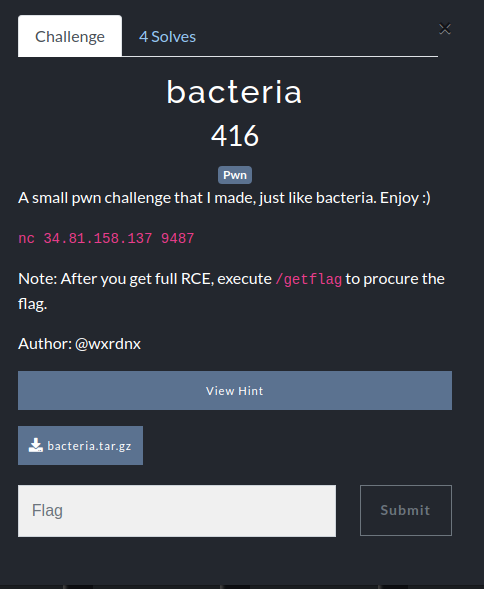 Challenge
4 Solves
×
bacteria
416
Pwn
A small pwn challenge that I made, just like bacteria. Enjoy :)
nc 34.81.158.137 9487
Note: After you get full RCE, execute /getflag to procure the
flag.
Author: @wxrdnx
View Hint
bacteria.tar.gz
Flag
Submit